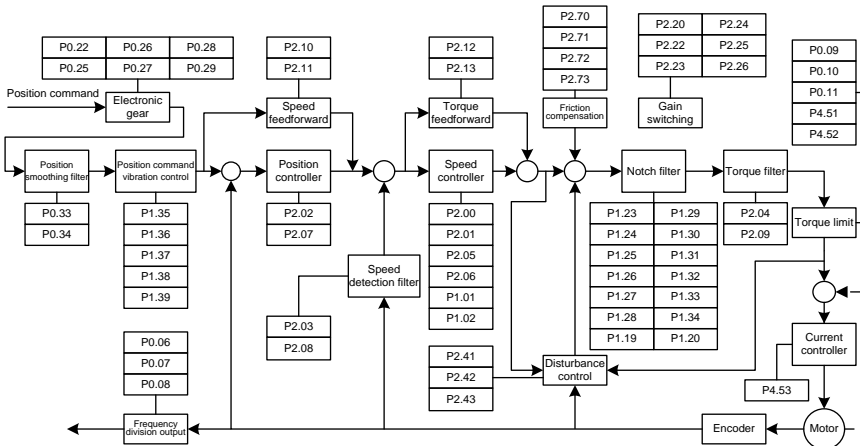 P0.22 P0.26 P0.28
P0.25 P0.27 P0.29
P2.10
P2.11
P2.12
P2.13
P2.70
P2.71
P2.72
P2.73
P2.20 P2.24
P2.22 P2.25
P2.23 P2.26
P0.09
P0.10
P0.11
P4.51
P4.52
Position command
Electronic
gear
Speed
feedforward
Torque
feedforward
Friction
compensation
Gain
switching
Position
smoothing filter
Position command
vibration control
Position
controller
Speed
controller
Notch filter
Torque filter
P0.33
P0.34
P1.35
P1.36
P1.37
P1.38
P1.39
P2.02
P2.07
P2.00
P2.01
P2.05
P2.06
P1.01
P1.02
P1.23 P1.29
P1.24 P1.30
P1.25 P1.31
P1.26 P1.32
P1.27 P1.33
P1.28 P1.34
P1.19 P1.20
P2.04
P2.09
Torque limit
Speed
detection filter
P2.03
P2.08
P0.06
P0.07
P0.08
P2.41
P2.42
P2.43
Disturbance
control
Current
controller
P4.53
Frequency
division output
Encoder
Motor